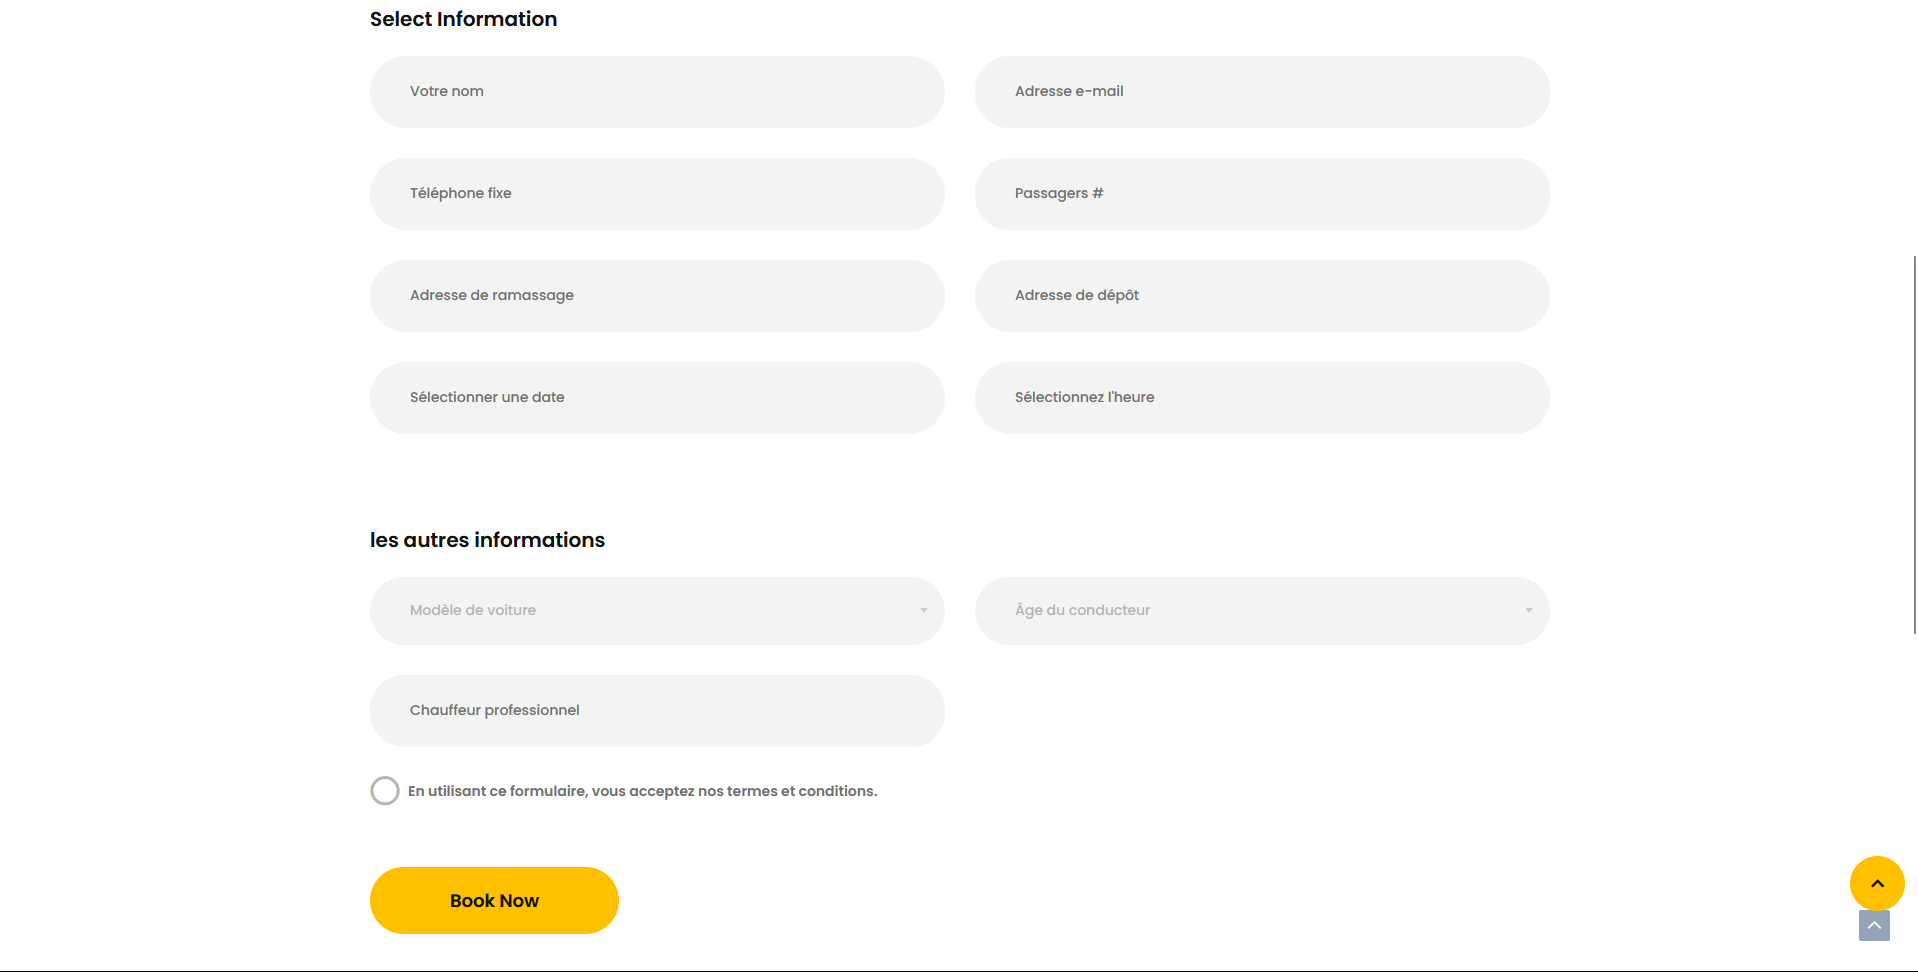 Select Information
Votre nom
Adresse e-mail
Téléphone fixe
Passagers #
Adresse de ramassage
Adresse de dépôt
Sélectionner une date
Sélectionnez l'heure
les autres informations
Modèle de voiture
Âge du conducteur
Chauffeur professionnel
En utilisant ce formulaire, vous acceptez nos termes et conditions.
Book Now